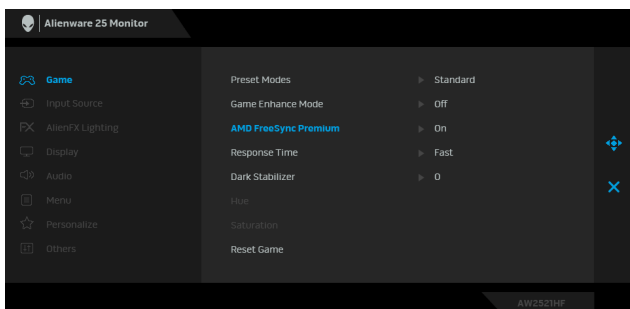 Alienware 25 Monitor
Game
Input Source
FX AlienFX Lighting
Display
Audio
Menu
Personalize
Others
Preset Modes Standard
Game Enhance Mode Off
AMD FreeSync Premium On
Response Time Fast
Dark Stabilizer 0
Hue
Saturation
Reset Game
AW2521HF